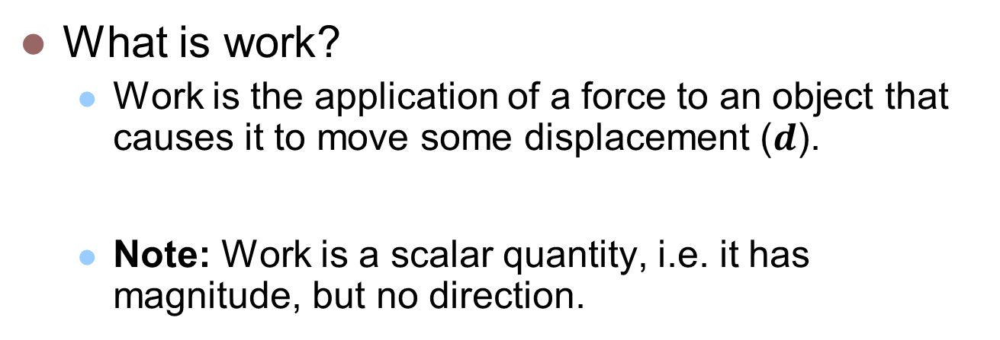 What is work?
Work is the application of a force to an object that
causes it to move some displacement (d).
Note: Work is a scalar quantity, i.e. it has
magnitude, but no direction.